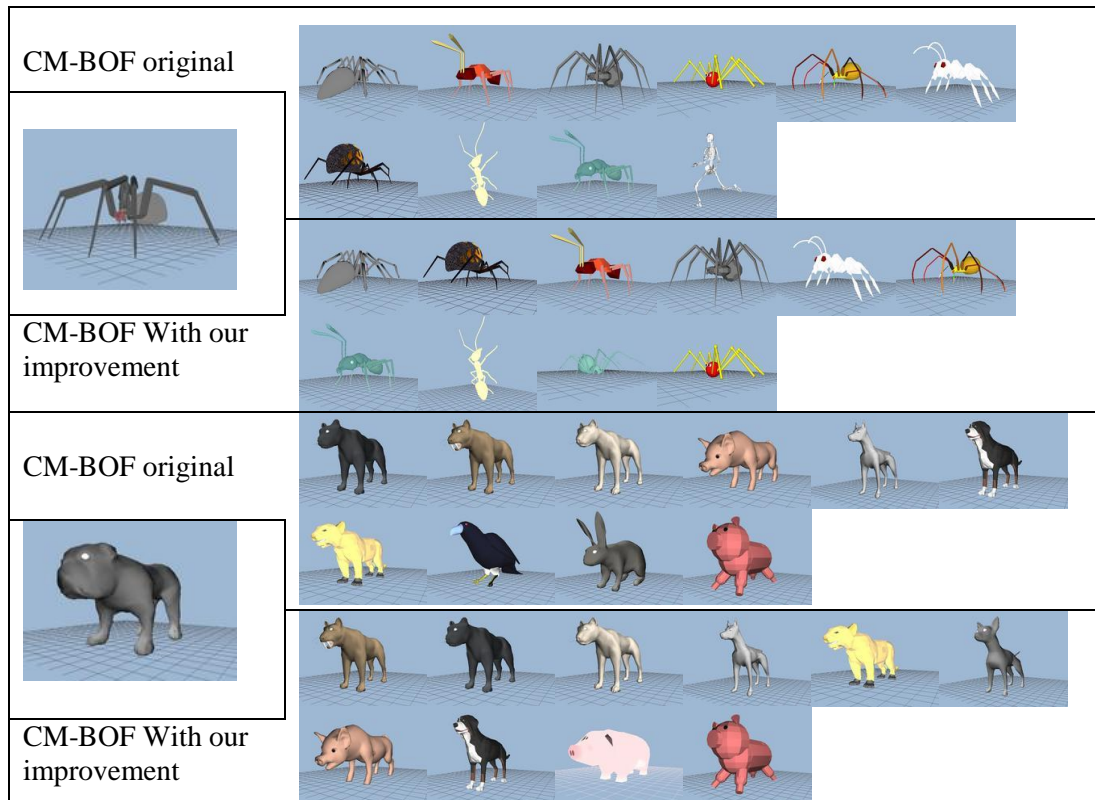 CM-BOF original
CM-BOF With our
improvement
CM-BOF original
CM-BOF With our
improvement